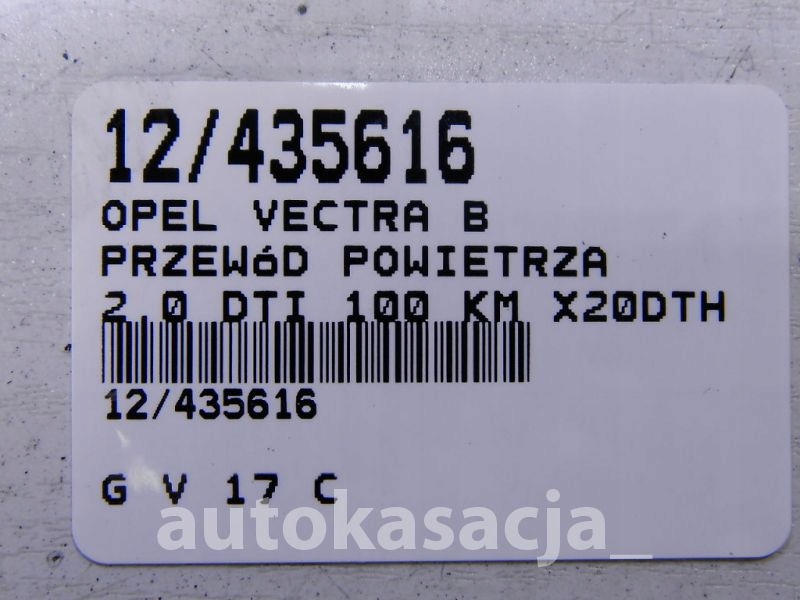 12/435616
OPEL VECTRA B
PRZEWóD POWIETRZA
2.0 DTI 100 KM X20DTH
12/435616
G V 17 C
autokasacja_